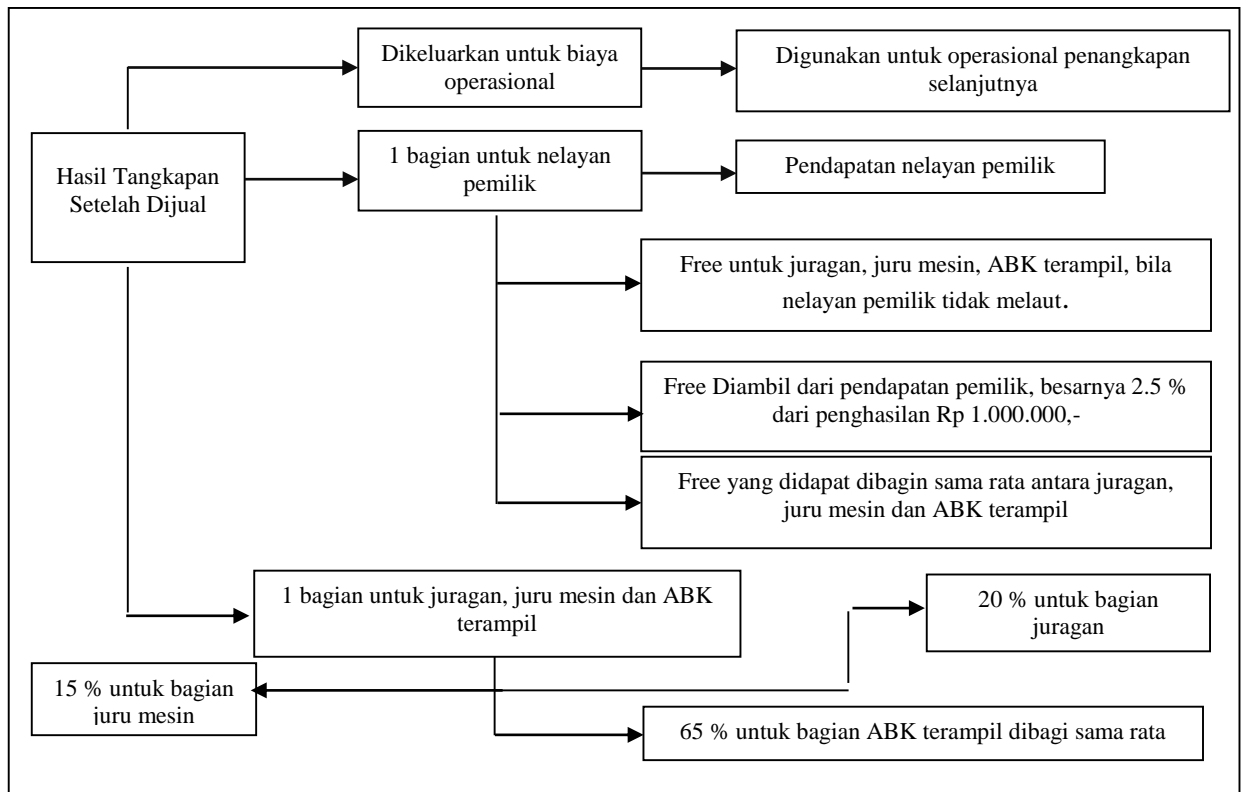 Dikeluarkan untuk biaya
operasional
Digunakan untuk operasional penangkapan
selanjutnya
Hasil Tangkapan
Setelah Dijual
1 bagian untuk nelayan
pemilik
Pendapatan nelayan pemilik
Free untuk juragan, juru mesin, ABK terampil, bila
nelayan pemilik tidak melaut.
Free Diambil dari pendapatan pemilik, besarnya 2.5 %
dari penghasilan Rp 1.000.000,-
Free yang didapat dibagin sama rata antara juragan,
juru mesin dan ABK terampil
1 bagian untuk juragan, juru mesin dan ABK
terampil
20 % untuk bagian
juragan
15 % untuk bagian
juru mesin
65 % untuk bagian ABK terampil dibagi sama rata